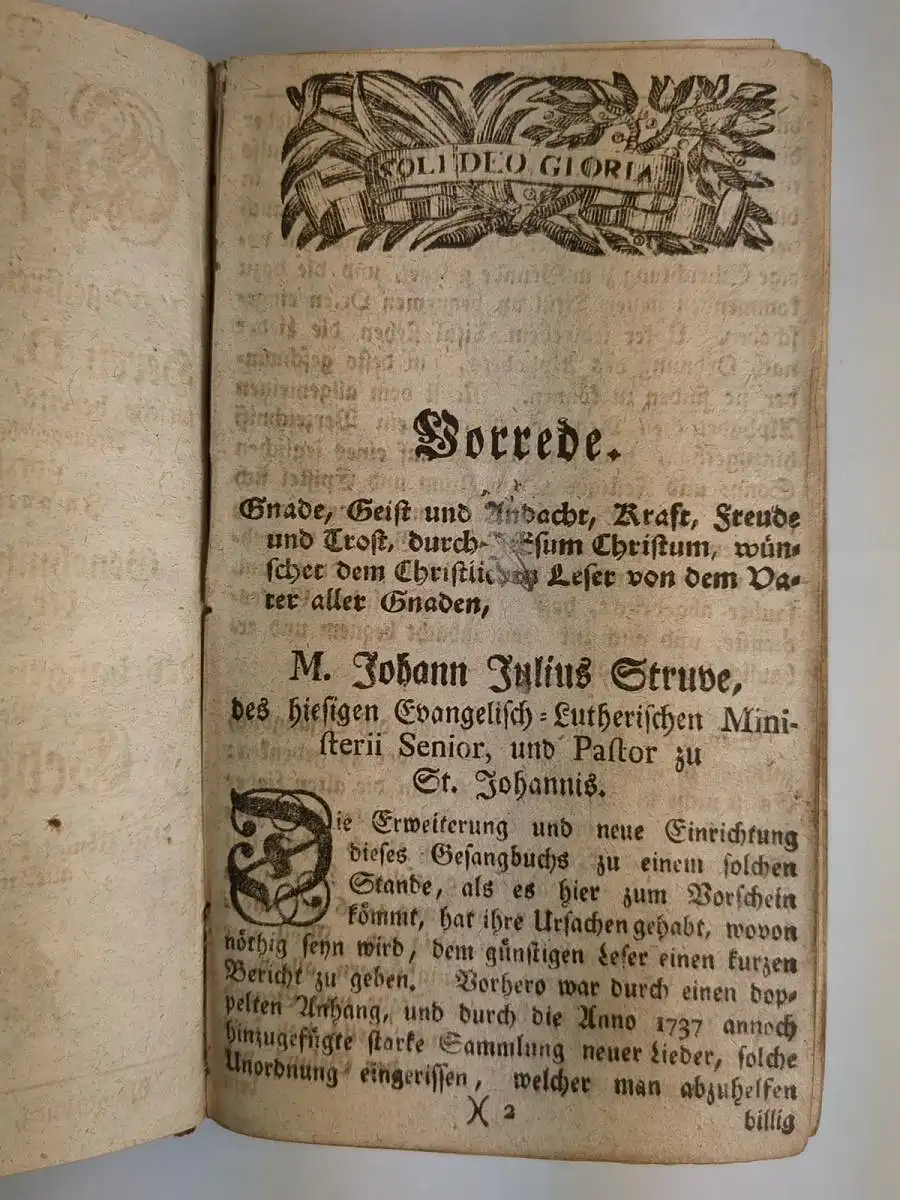 SOLI DEO GLORIA
Vorrede.
Gnade, Geist und Andacht, Kraft, Freude
und Trost, durch JEsum Christum, wün-
schet dem Christlichen Leser von dem Va-
ter aller Gnaden,
M. Johann Julius Struve,
des hiesigen Evangelisch-Lutherischen Mini-
sterii Senior, und Pastor zu
St. Johannis.
Die Erweiterung und neue Einrichtung
dieses Gesangbuchs zu einem solchen
Stande, als es hier zum Vorschein
kömmt, hat ihre Ursachen gehabt, wovon
nöthig seyn wird, dem günstigen Leser einen kurzen
Bericht zu geben. Vorhero war durch einen dop-
pelten Anhang, und durch die Anno 1737 annoch
hinzugefügte starke Sammlung neuer Lieder, solche
Unordnung eingerissen, welcher man abzuhelfen
)( 2
billig